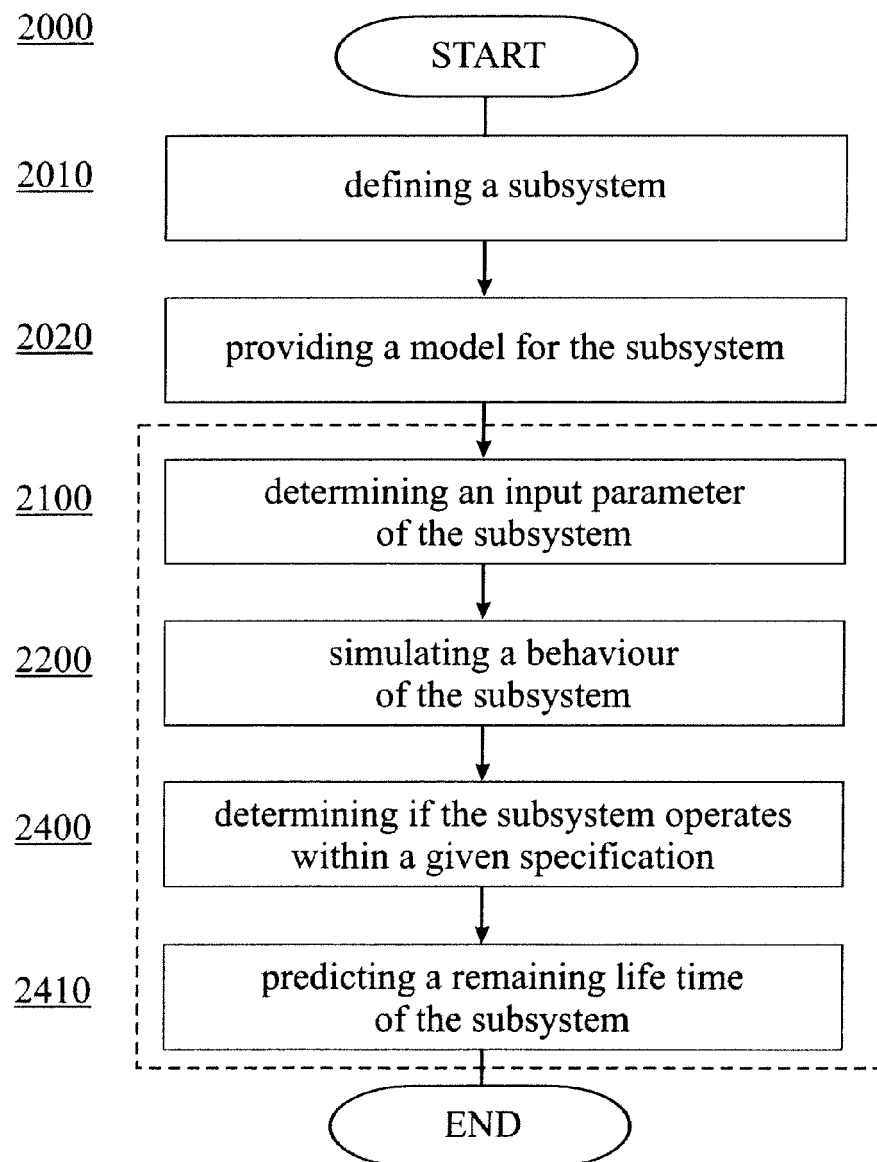 2000
START
2010
defining a subsystem
2020
providing a model for the subsystem
2100
determining an input parameter
of the subsystem
2200
simulating a behaviour
of the subsystem
2400
determining if the subsystem operates
within a given specification
2410
predicting a remaining life time
of the subsystem
END